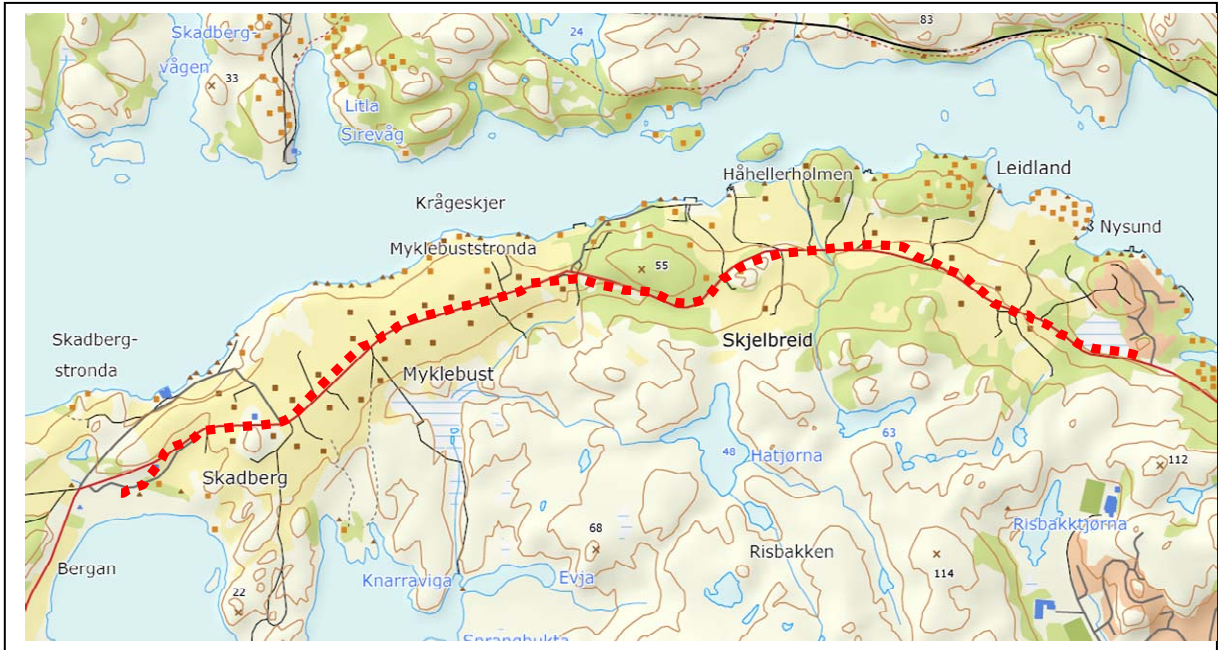 83
Skadberg-
vågen
24
33
Litla
Sirevåg
Leidland
Håhellerholmen
Krågeskjer
Nysund
Myklebuststronda
55
Skadberg-
stronda
Skjelbreid
Myklebust
63
48
Hatjørna
112
Skadberg
Risbakktjørna
68
Risbakken
Bergan
Knarraviga
Evja
114
22
Sprangbukta